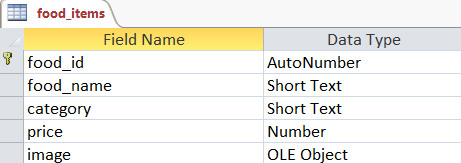 food_items
Field Name Data Type
food_id AutoNumber
food_name Short Text
category Short Text
price Number
image OLE Object